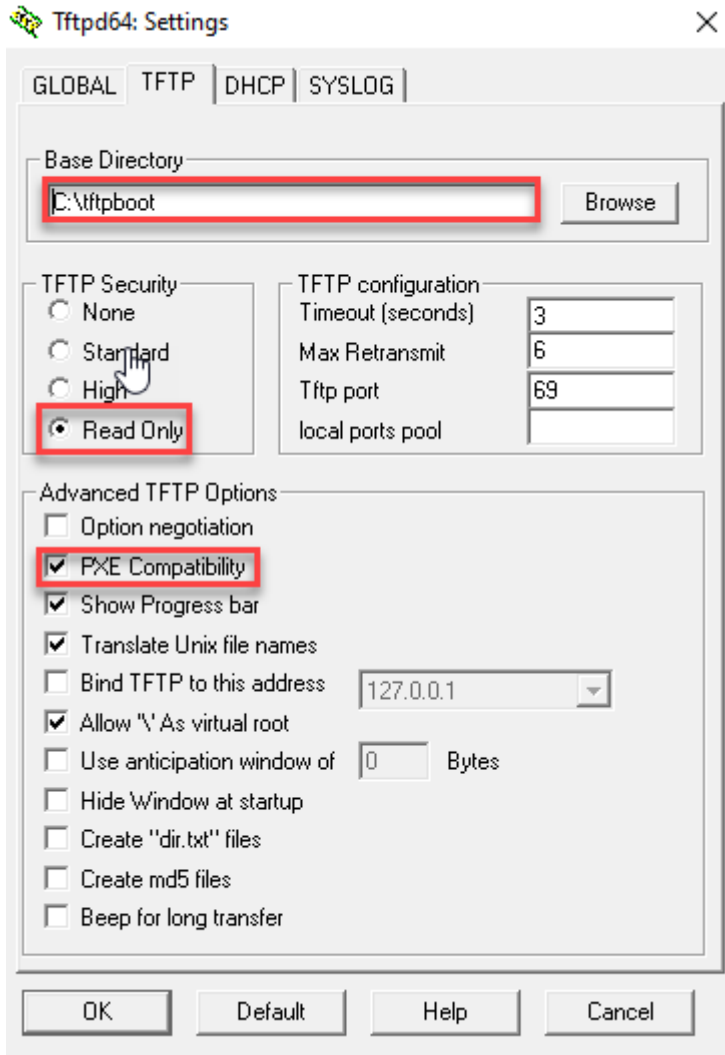 Tftpd64: Settings
GLOBAL TFTP DHCP SYSLOG
Base Directory
C:\tftpboot Browse
TFTP Security
None
Standard
High
Read Only
TFTP configuration
Timeout (seconds) 3
Max Retransmit 6
Tftp port 69
local ports pool
Advanced TFTP Options
Option negotiation
PXE Compatibility
Show Progress bar
Translate Unix file names
Bind TFTP to this address 127.0.0.1
Allow '\' As virtual root
Use anticipation window of 0 Bytes
Hide Window at startup
Create "dir.txt" files
Create md5 files
Beep for long transfer
OK Default Help Cancel